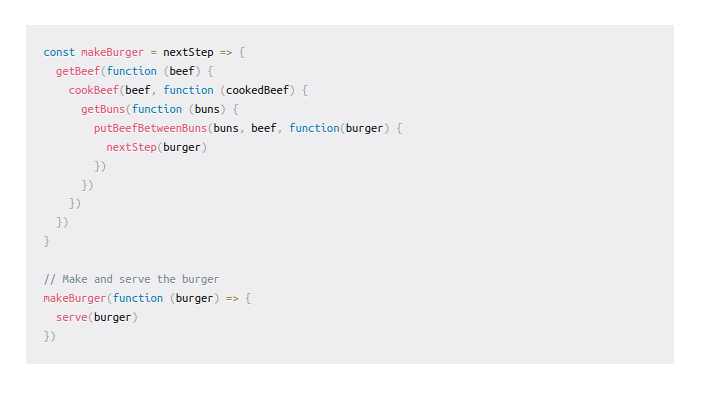 const makeBurger = nextStep => {
  getBeef(function (beef) {
    cookBeef(beef, function (cookedBeef) {
      getBuns(function (buns) {
        putBeefBetweenBuns(buns, beef, function(burger) {
          nextStep(burger)
        })
      })
    })
  })
}

// Make and serve the burger
makeBurger(function (burger) => {
  serve(burger)
})